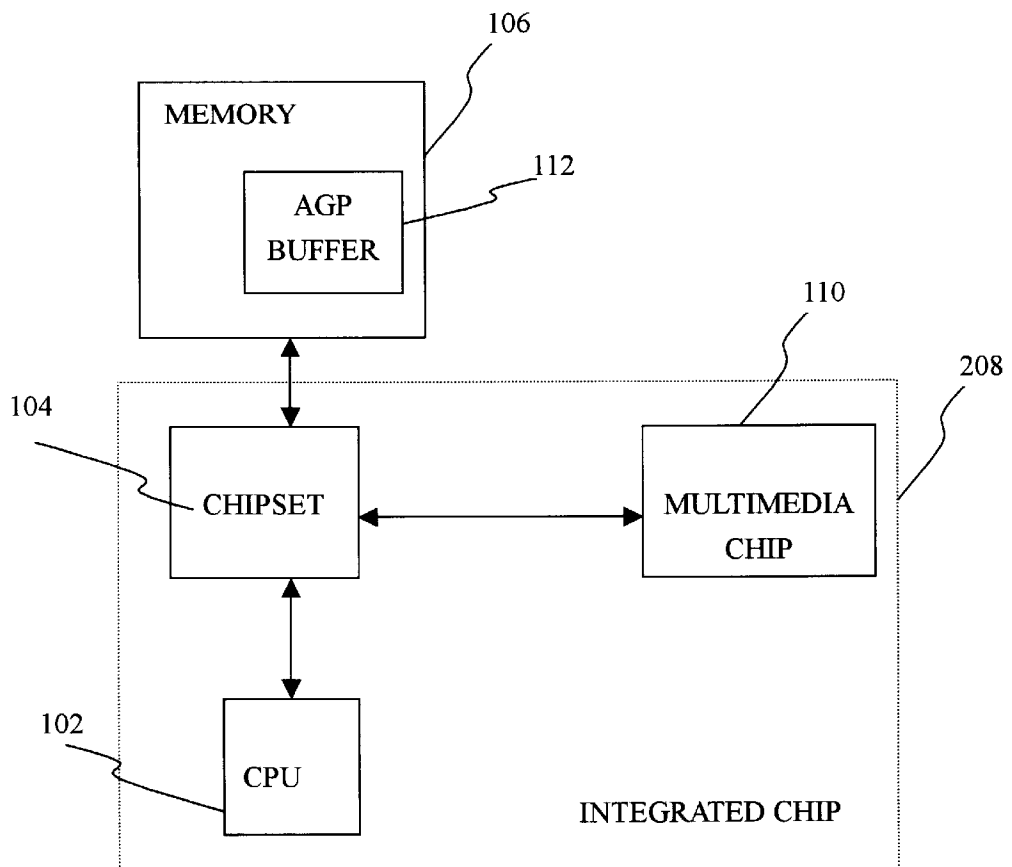 106
MEMORY
112
AGP
BUFFER
110
208
104
CHIPSET
MULTIMEDIA
CHIP
102
CPU
INTEGRATED CHIP